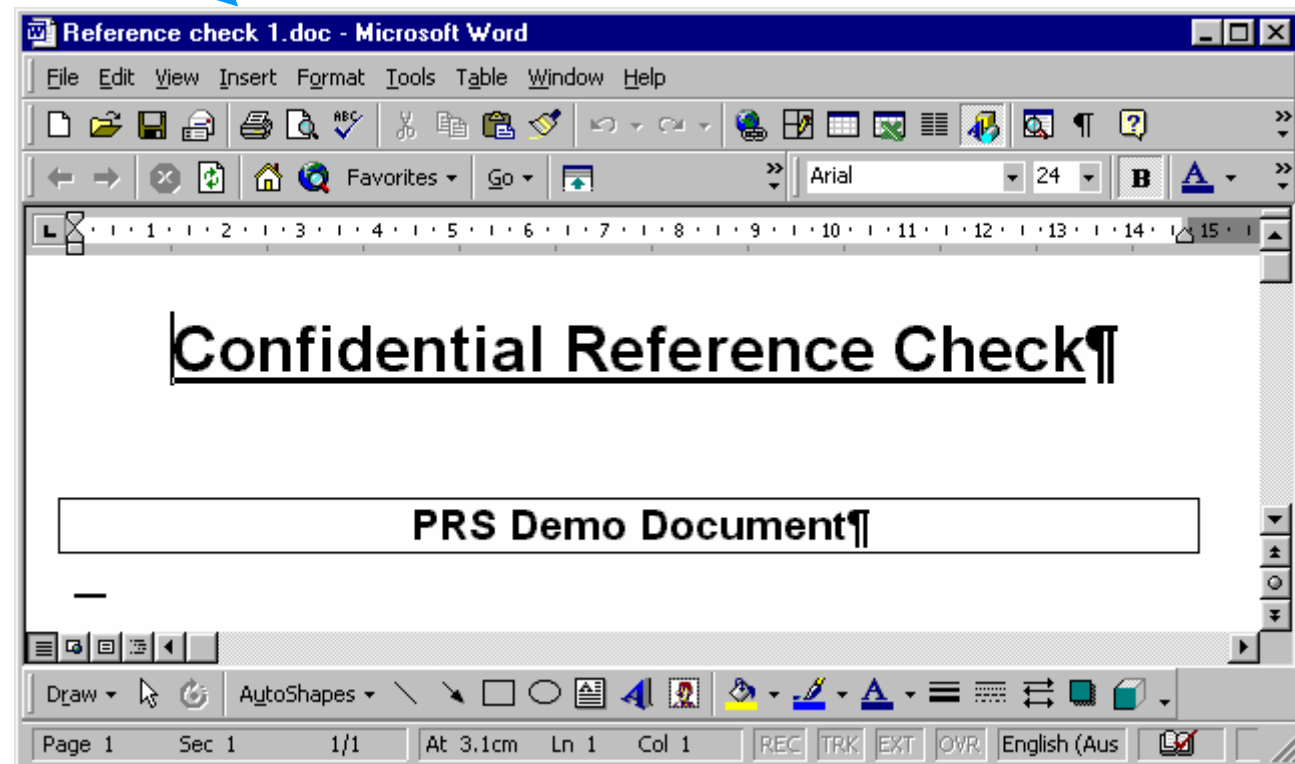 Reference check 1.doc - Microsoft Word
File Edit View Insert Format Tools Table Window Help
ABC
Favorites Go Arial 24 B A
1 2 3 4 5 6 7 8 9 10 11 12 13 14 15
Confidential Reference Check¶
PRS Demo Document¶
Draw AutoShapes A A
Page 1 Sec 1 1/1 At 3.1cm Ln 1 Col 1 REC TRK EXT OVR English (Aus